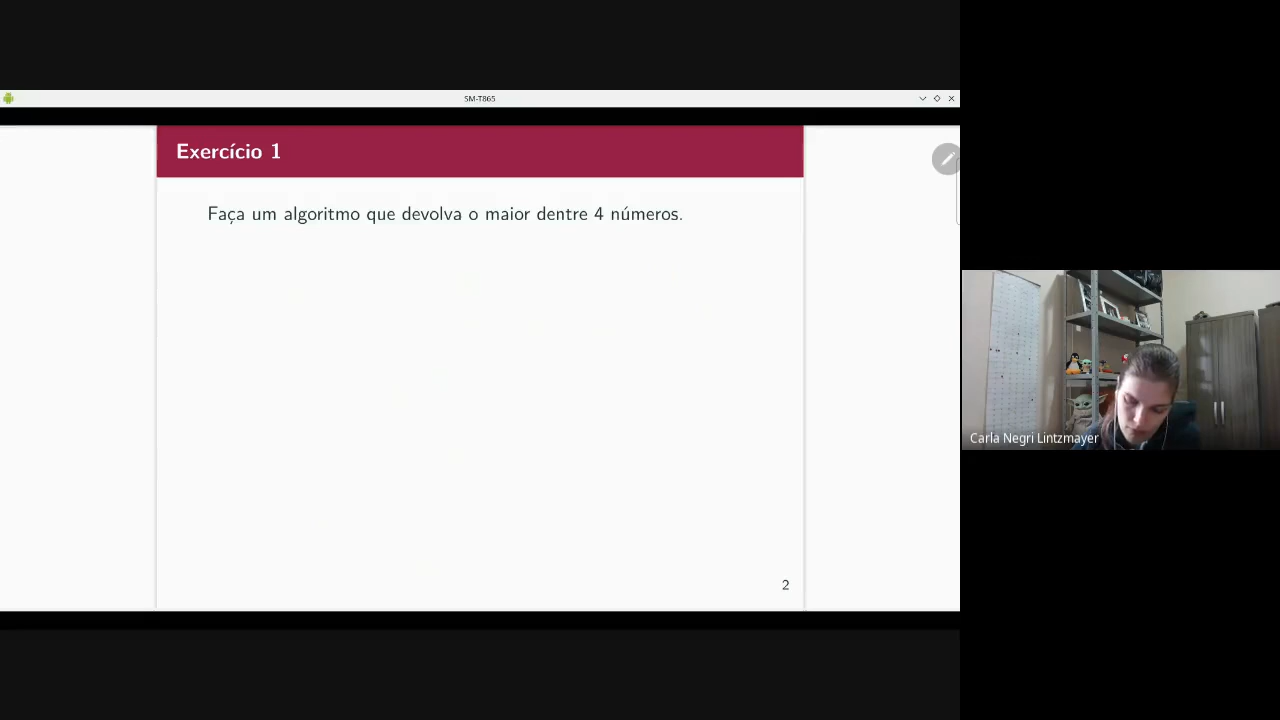 SM-T865
Exercício 1
Faça um algoritmo que devolva o maior dentre 4 números.
Carla Negri Lintzmayer
2